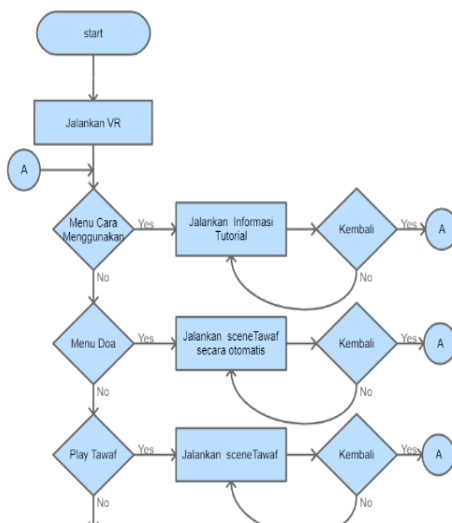 start
Jalankan VR
A
Menu Cara
Menggunakan
Yes
Jalankan Informasi
Tutorial
Kembali
Yes
A
No
No
Menu Doa
Yes
Jalankan sceneTawaf
secara otomatis
Kembali
Yes
A
No
No
Play Tawaf
Yes
Jalankan sceneTawaf
Kembali
Yes
A
No
No